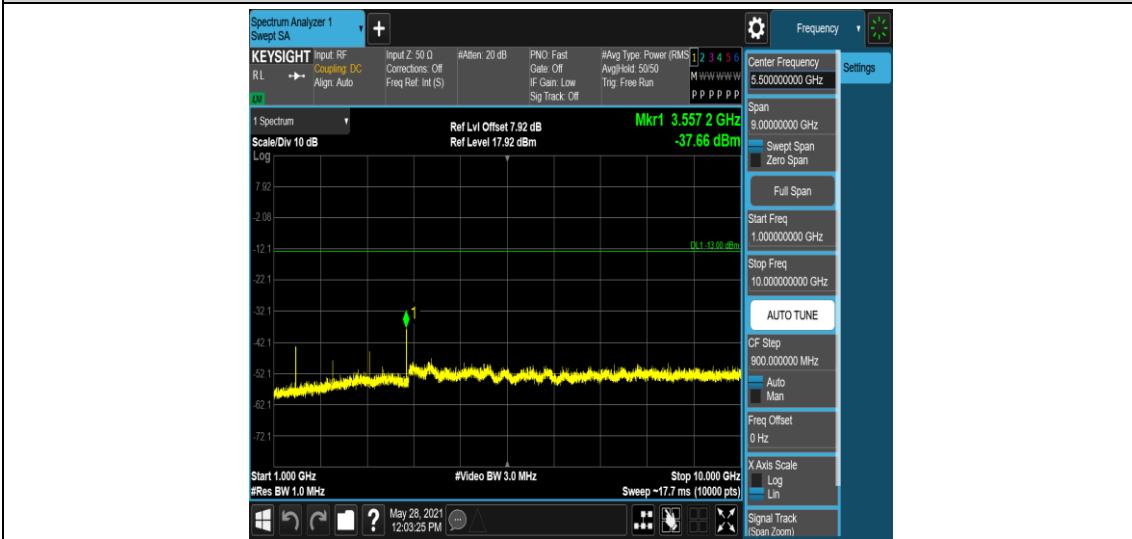 Spectrum Analyzer 1
Swept SA
+
Frequency
KEYSIGHT
RL
LXI
Input: RF
Coupling: DC
Align: Auto
Input Z: 50 Ω
Corrections: Off
Freq Ref: Int (S)
#Atten: 20 dB
PNO: Fast
Gate: Off
IF Gain: Low
Sig Track: Off
#Avg Type: Power (RMS
Avg|Hold: 50/50
Trig: Free Run
1 2 3 4 5 6
M W W W W W
P P P P P P
1 Spectrum
Scale/Div 10 dB
Log
Ref Lvl Offset 7.92 dB
Ref Level 17.92 dBm
Mkr1 3.557 2 GHz
-37.66 dBm
7.92
-2.08
-12.1
DL1 -13.00 dBm
-22.1
-32.1
1
-42.1
-52.1
-62.1
-72.1
Start 1.000 GHz
#Res BW 1.0 MHz
#Video BW 3.0 MHz
Stop 10.000 GHz
Sweep ~17.7 ms (10000 pts)
?
May 28, 2021
12:03:25 PM
Center Frequency
5.500000000 GHz
Settings
Span
9.00000000 GHz
Swept Span
Zero Span
Full Span
Start Freq
1.000000000 GHz
Stop Freq
10.000000000 GHz
AUTO TUNE
CF Step
900.000000 MHz
Auto
Man
Freq Offset
0 Hz
X Axis Scale
Log
Lin
Signal Track
(Span Zoom)